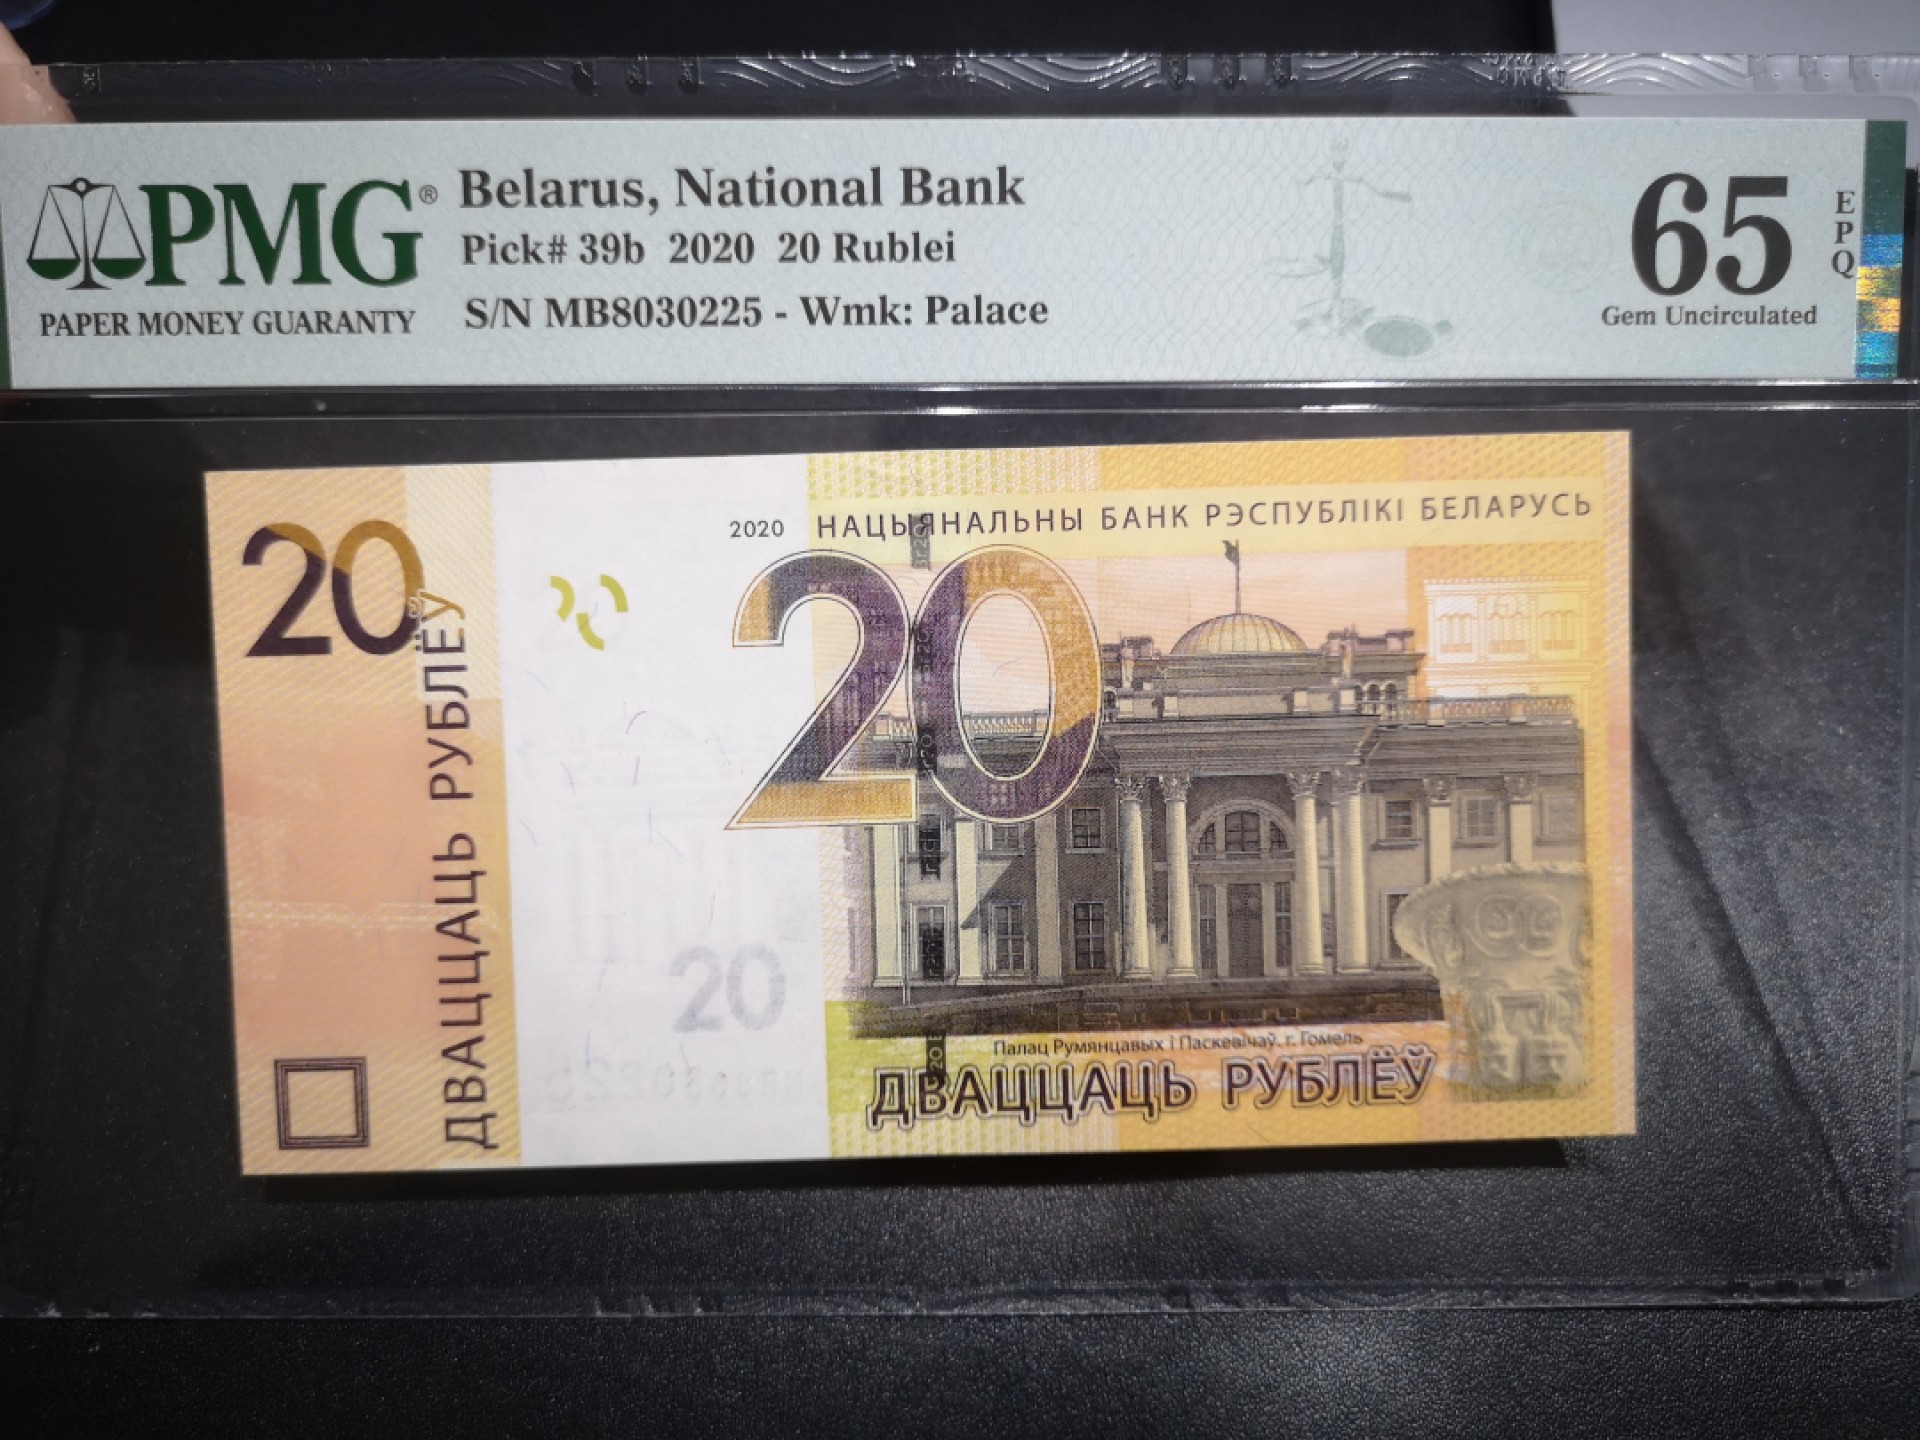 PMG®
PAPER MONEY GUARANTY
Belarus, National Bank
Pick# 39b 2020 20 Rublei
S/N MB8030225 - Wmk: Palace
65
EPQ
Gem Uncirculated
20
ДВАЦЦАЦЬ РУБЛЁЎ
2020
НАЦЫЯНАЛЬНЫ БАНК РЭСПУБЛІКІ БЕЛАРУСЬ
20
20
Палац Румянцавых і Паскевічаў. г. Гомель
ДВАЦЦАЦЬ РУБЛЁЎ